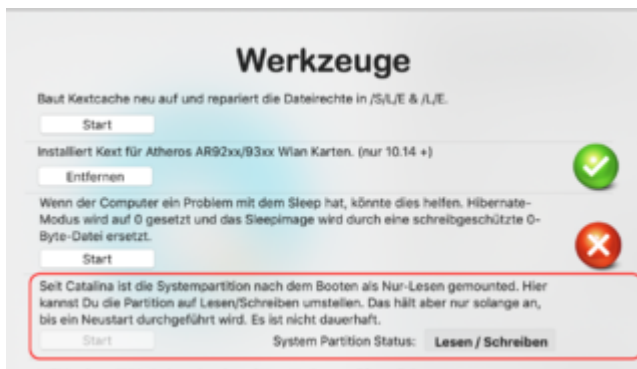 Werkzeuge
Baut Kextcache neu auf und repariert die Dateirechte in /S/L/E & /L/E.
Start
Installiert Kext für Atheros AR92xx/93xx Wlan Karten. (nur 10.14 +)
Entfernen
Wenn der Computer ein Problem mit dem Sleep hat, könnte dies helfen. Hibernate-
Modus wird auf 0 gesetzt und das Sleepimage wird durch eine schreibgeschützte 0-
Byte-Datei ersetzt.
Start
Seit Catalina ist die Systempartition nach dem Booten als Nur-Lesen gemounted. Hier
kannst Du die Partition auf Lesen/Schreiben umstellen. Das hält aber nur solange an,
bis ein Neustart durchgeführt wird. Es ist nicht dauerhaft.
Start System Partition Status: Lesen / Schreiben